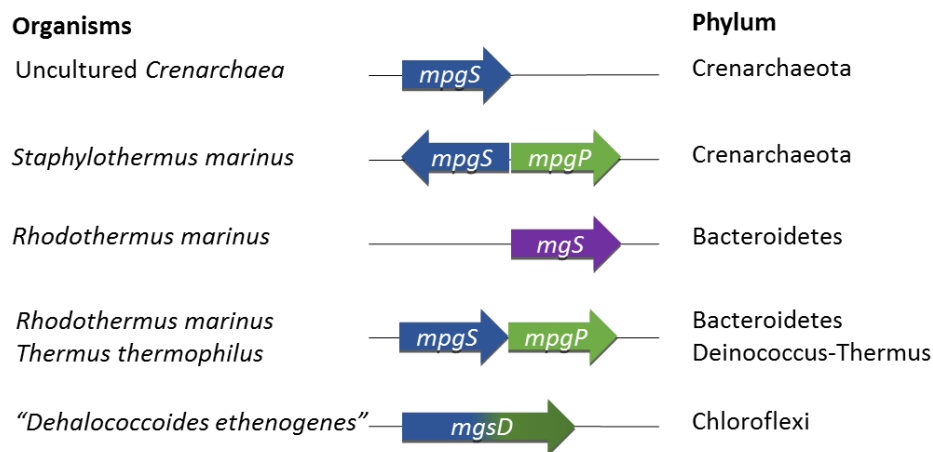 Organisms Phylum
Uncultured Crenarchaea mpgS Crenarchaeota
Staphylothermus marinus mpgS mpgP Crenarchaeota
Rhodothermus marinus mgS Bacteroidetes
Rhodothermus marinus Bacteroidetes
mpgS mpgP
Thermus thermophilus Deinococcus-Thermus
“Dehalococcoides ethenogenes” mgsD Chloroflexi